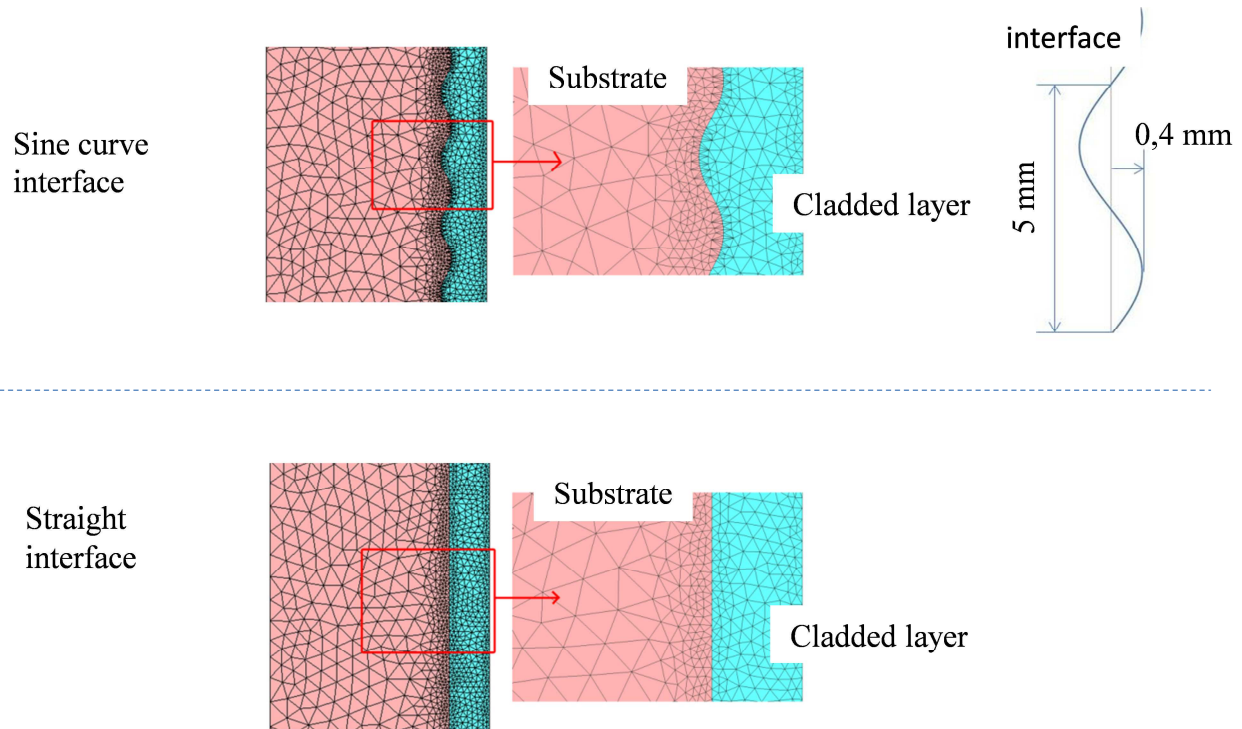 interface
Substrate
0,4 mm
Sine curve
interface
5 mm
Cladded layer
Substrate
Straight
interface
Cladded layer